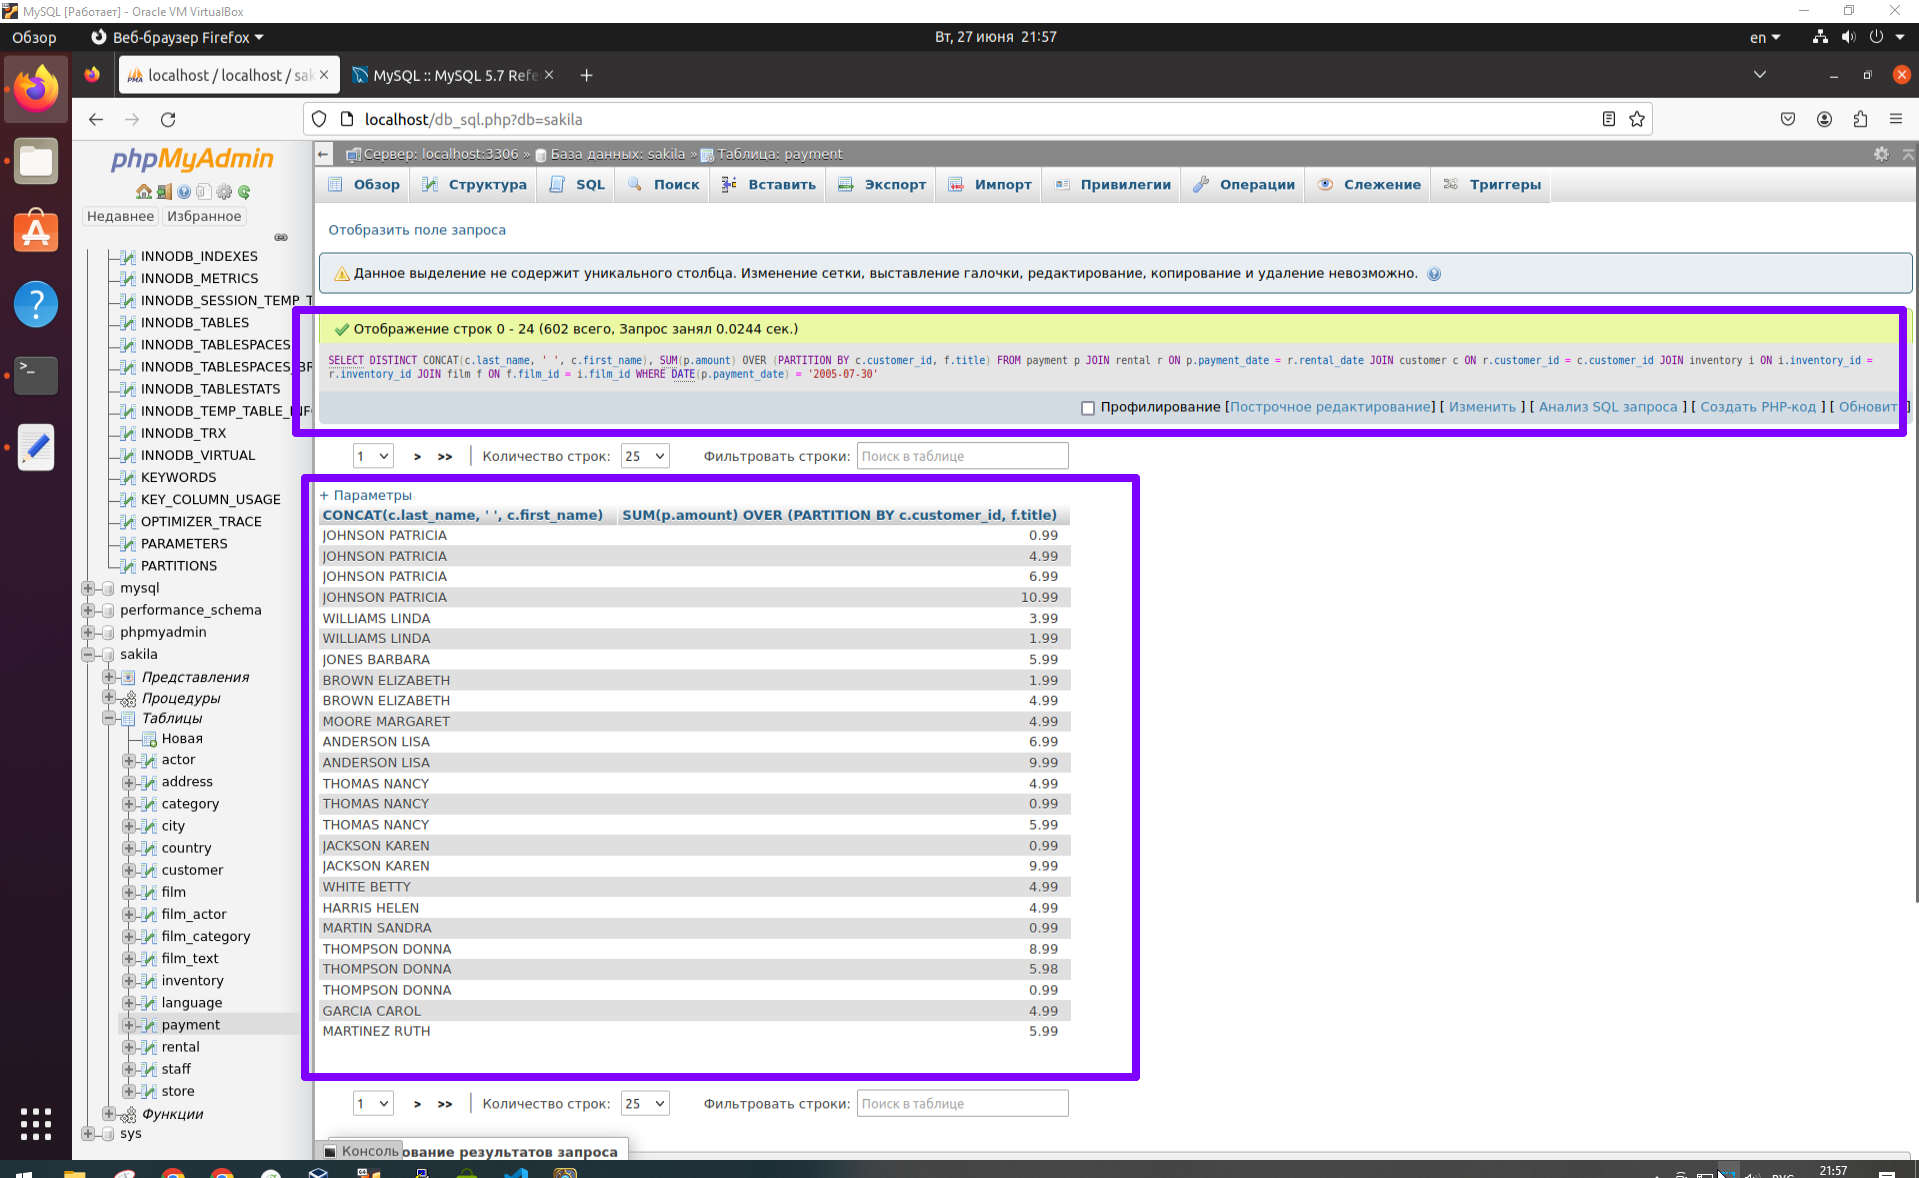 MySQL [Работает] - Oracle VM VirtualBox
Обзор
Веб-браузер Firefox
Вт, 27 июня 21:57
en
localhost / localhost / sak
MySQL :: MySQL 5.7 Refe
localhost/db_sql.php?db=sakila
phpMyAdmin
Недавнее
Избранное
INNODB_INDEXES
INNODB_METRICS
INNODB_SESSION_TEMP_T
INNODB_TABLES
INNODB_TABLESPACES
INNODB_TABLESPACES_BR
INNODB_TABLESTATS
INNODB_TEMP_TABLE_INFO
INNODB_TRX
INNODB_VIRTUAL
KEYWORDS
KEY_COLUMN_USAGE
OPTIMIZER_TRACE
PARAMETERS
PARTITIONS
mysql
performance_schema
phpmyadmin
sakila
Представления
Процедуры
Таблицы
Новая
actor
address
category
city
country
customer
film
film_actor
film_category
film_text
inventory
language
payment
rental
staff
store
Функции
sys
Сервер: localhost:3306 » База данных: sakila » Таблица: payment
Обзор
Структура
SQL
Поиск
Вставить
Экспорт
Импорт
Привилегии
Операции
Слежение
Триггеры
Отобразить поле запроса
Данное выделение не содержит уникального столбца. Изменение сетки, выставление галочки, редактирование, копирование и удаление невозможно.
Отображение строк 0 - 24 (602 всего, Запрос занял 0.0244 сек.)
SELECT DISTINCT CONCAT(c.last_name, ' ', c.first_name), SUM(p.amount) OVER (PARTITION BY c.customer_id, f.title) FROM payment p JOIN rental r ON p.payment_date = r.rental_date JOIN customer c ON r.customer_id = c.customer_id JOIN inventory i ON i.inventory_id =
r.inventory_id JOIN film f ON f.film_id = i.film_id WHERE DATE(p.payment_date) = '2005-07-30'
Профилирование [Построчное редактирование] [ Изменить ] [ Анализ SQL запроса ] [ Создать PHP-код ] [ Обновить ]
1 > >> Количество строк: 25 Фильтровать строки: Поиск в таблице
+ Параметры
CONCAT(c.last_name, ' ', c.first_name) SUM(p.amount) OVER (PARTITION BY c.customer_id, f.title)
JOHNSON PATRICIA 0.99
JOHNSON PATRICIA 4.99
JOHNSON PATRICIA 6.99
JOHNSON PATRICIA 10.99
WILLIAMS LINDA 3.99
WILLIAMS LINDA 1.99
JONES BARBARA 5.99
BROWN ELIZABETH 1.99
BROWN ELIZABETH 4.99
MOORE MARGARET 4.99
ANDERSON LISA 6.99
ANDERSON LISA 9.99
THOMAS NANCY 4.99
THOMAS NANCY 0.99
THOMAS NANCY 5.99
JACKSON KAREN 0.99
JACKSON KAREN 9.99
WHITE BETTY 4.99
HARRIS HELEN 4.99
MARTIN SANDRA 0.99
THOMPSON DONNA 8.99
THOMPSON DONNA 5.98
THOMPSON DONNA 0.99
GARCIA CAROL 4.99
MARTINEZ RUTH 5.99
1 > >> Количество строк: 25 Фильтровать строки: Поиск в таблице
Консоль
ование результатов запроса
21:57